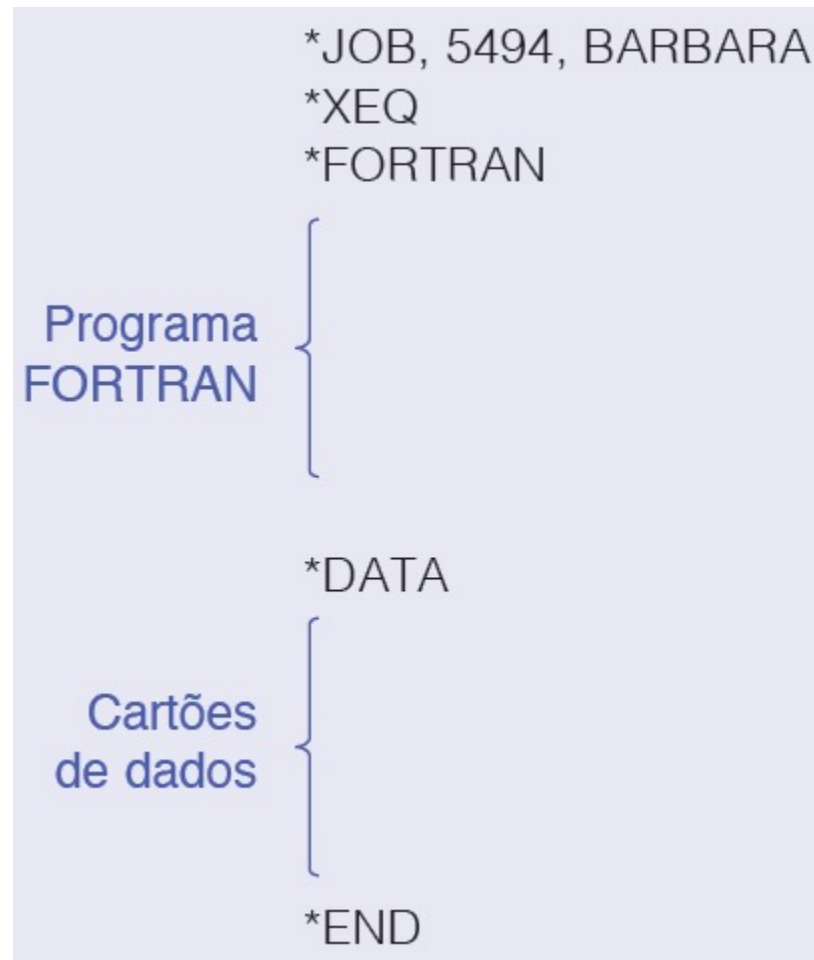 *JOB, 5494, BARBARA
*XEQ
*FORTRAN
Programa
FORTRAN
*DATA
Cartões
de dados
*END